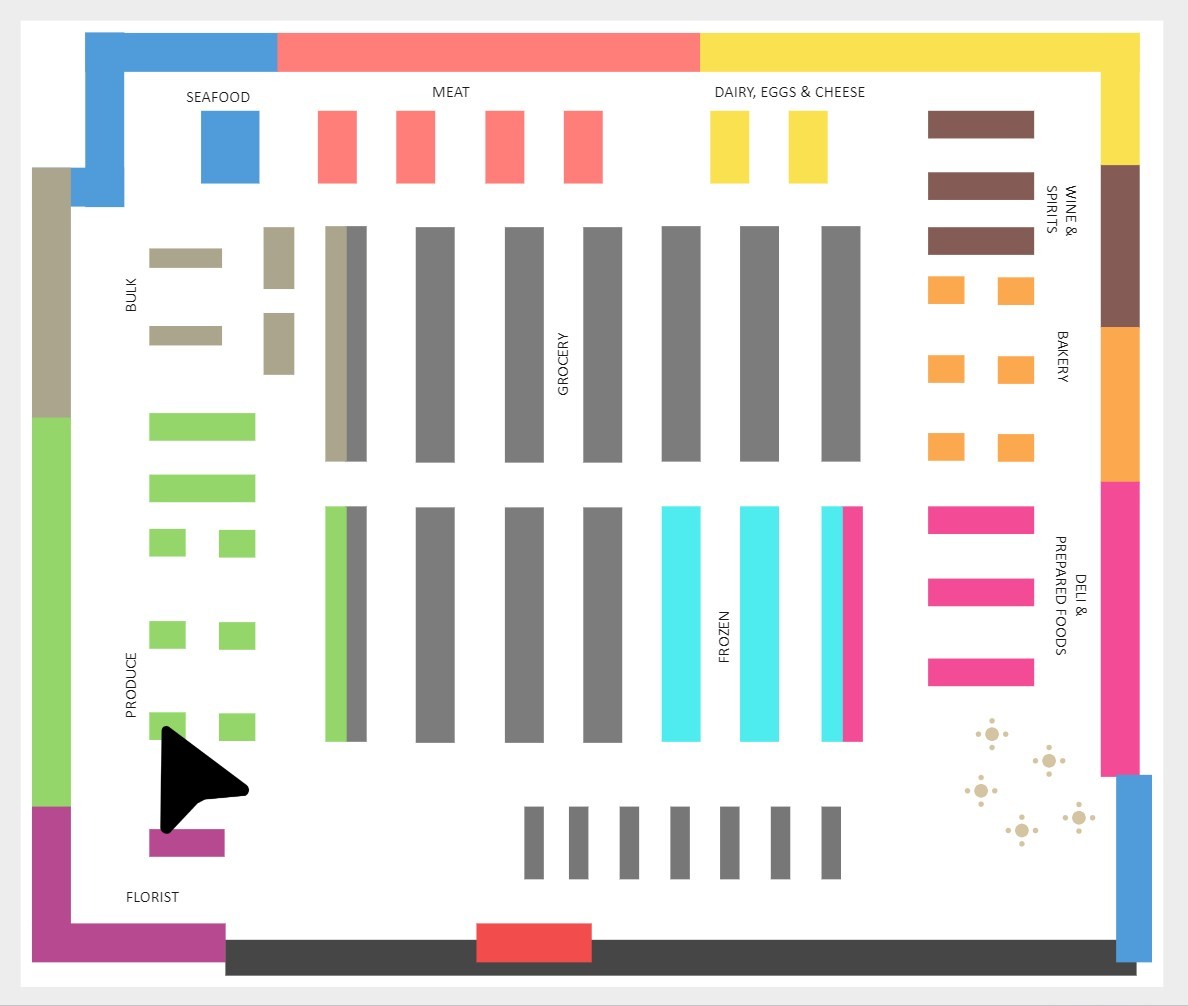 SEAFOOD
MEAT
DAIRY, EGGS & CHEESE
WINE &
SPIRITS
BULK
GROCERY
BAKERY
DELI &
PREPARED FOODS
FROZEN
PRODUCE
FLORIST